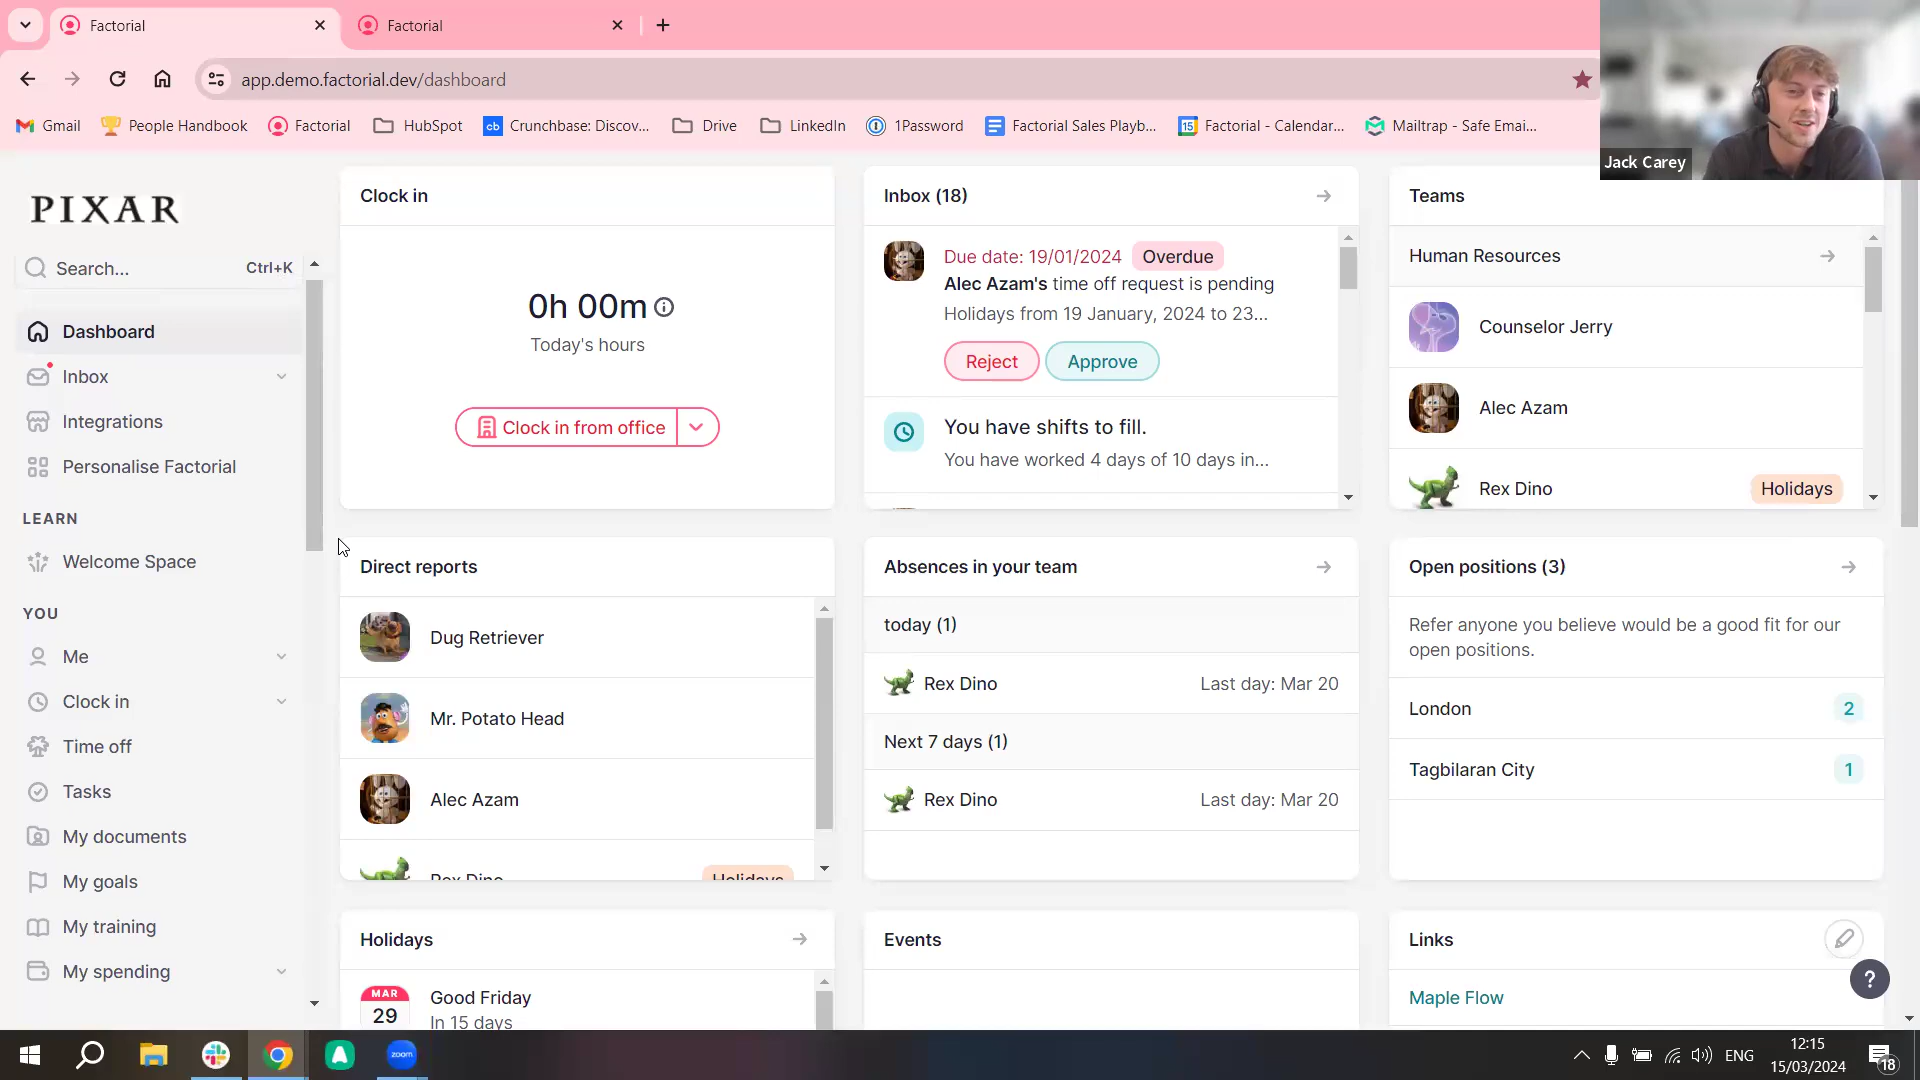 Factorial
Factorial
app.demo.factorial.dev/dashboard
Gmail
People Handbook
Factorial
HubSpot
cb
Crunchbase: Discov...
Drive
LinkedIn
1Password
Factorial Sales Playb...
15
Factorial - Calendar...
Mailtrap - Safe Emai...
Jack Carey
PIXAR
Search...
Ctrl+K
Dashboard
Inbox
Integrations
Personalise Factorial
LEARN
Welcome Space
YOU
Me
Clock in
Time off
Tasks
My documents
My goals
My training
My spending
Clock in
0h 00m
Today's hours
Clock in from office
Inbox (18)
Due date: 19/01/2024
Overdue
Alec Azam's time off request is pending
Holidays from 19 January, 2024 to 23...
Reject
Approve
You have shifts to fill.
You have worked 4 days of 10 days in...
Teams
Human Resources
Counselor Jerry
Alec Azam
Rex Dino
Holidays
Direct reports
Dug Retriever
Mr. Potato Head
Alec Azam
Rex Dino
Holidays
Absences in your team
today (1)
Rex Dino
Last day: Mar 20
Next 7 days (1)
Rex Dino
Last day: Mar 20
Open positions (3)
Refer anyone you believe would be a good fit for our
open positions.
London
2
Tagbilaran City
1
Holidays
MAR
29
Good Friday
In 15 days
Events
Links
Maple Flow
?
A
zoom
ENG
12:15
15/03/2024
18